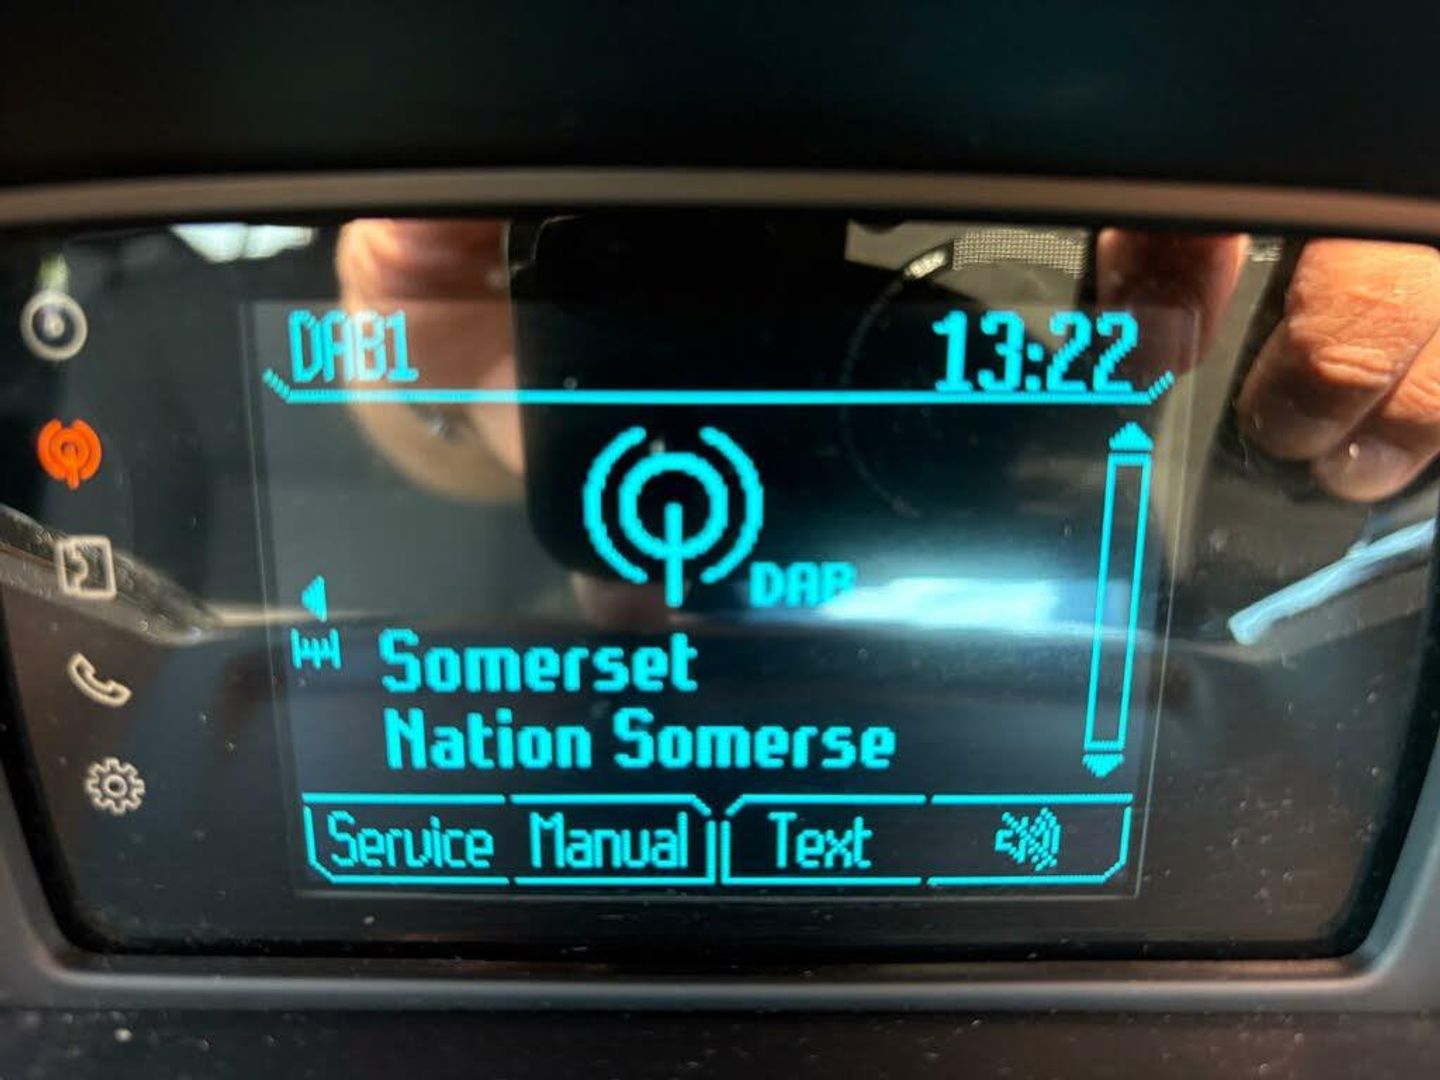 DAB1 13:22
DAB
Somerset
Nation Somerse
Service Manual Text